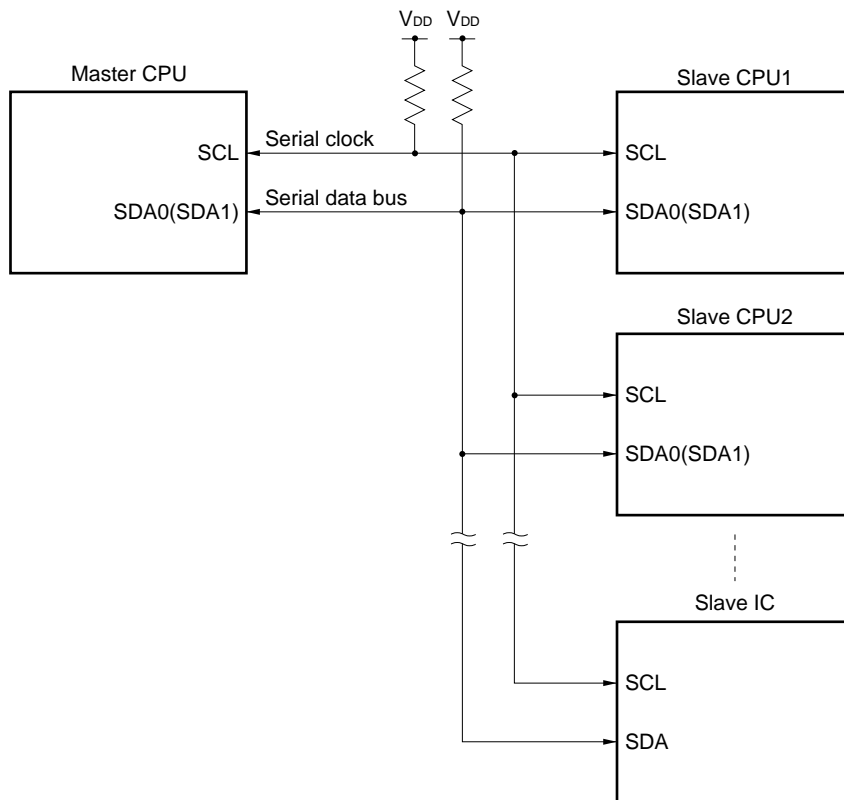 VDD VDD
Master CPU
Slave CPU1
SCL
Serial clock
SCL
SDA0(SDA1)
Serial data bus
SDA0(SDA1)
Slave CPU2
SCL
SDA0(SDA1)
Slave IC
SCL
SDA